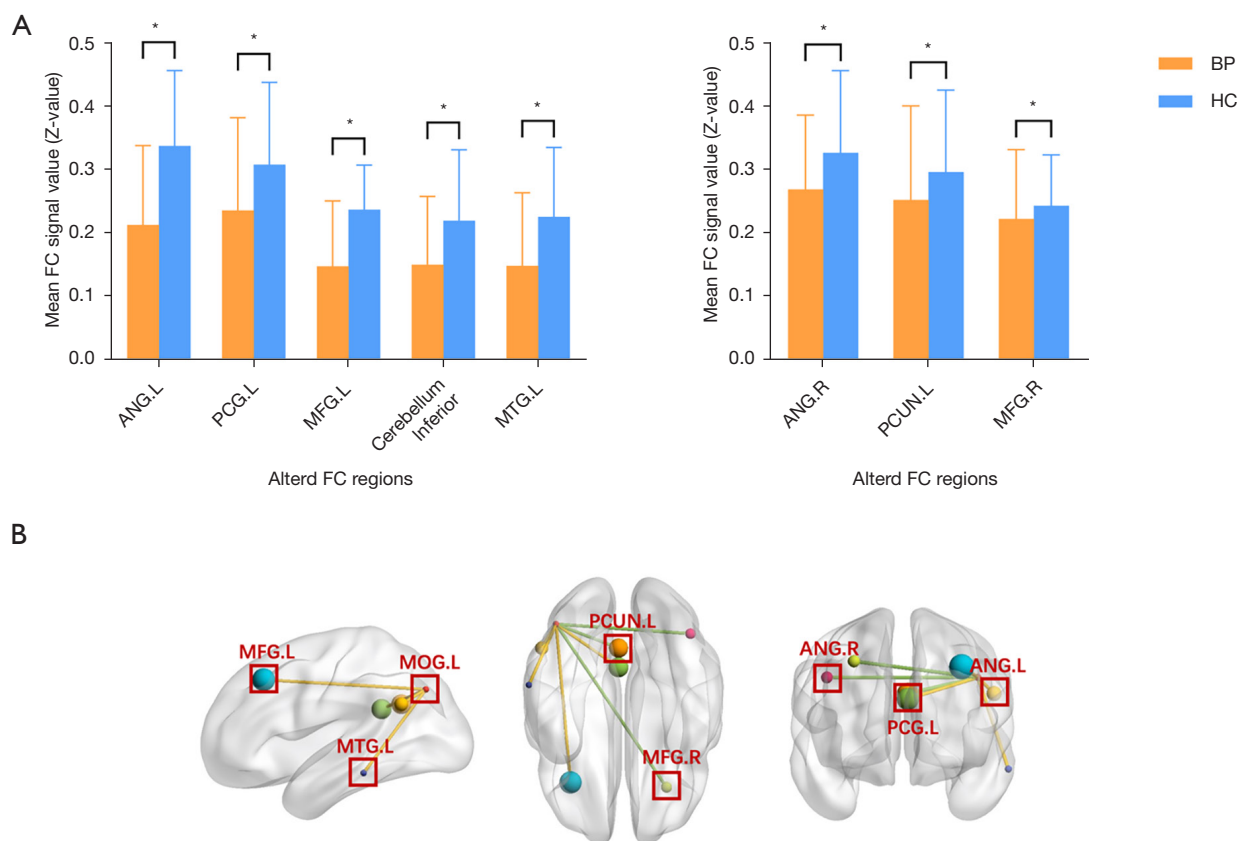 A
Mean FC signal value (Z-value)
0.5
0.4
0.3
0.2
0.1
0.0
*
*
*
*
*
ANG.L
PCG.L
MFG.L
Cerebellum
Inferior
MTG.L
Alterd FC regions
Mean FC signal value (Z-value)
0.5
0.4
0.3
0.2
0.1
0.0
*
*
*
ANG.R
PCUN.L
MFG.R
Alterd FC regions
BP
HC
B
MFG.L
MOG.L
MTG.L
PCUN.L
MFG.R
ANG.R
ANG.L
PCG.L